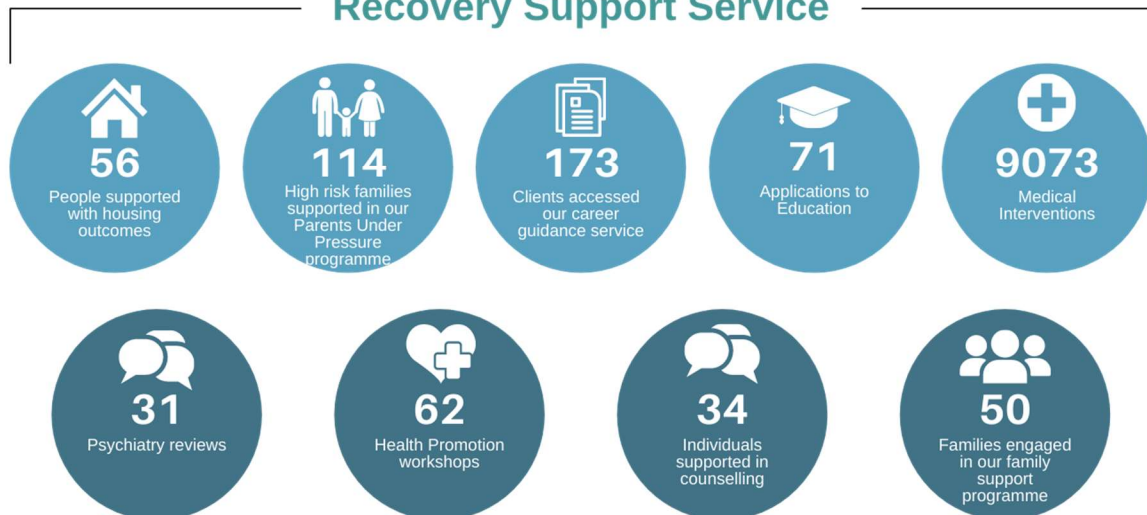 Recovery Support Service
56
People supported
with housing
outcomes
114
High risk families
supported in our
Parents Under
Pressure
programme
173
Clients accessed
our career
guidance service
71
Applications to
Education
9073
Medical
Interventions
31
Psychiatry reviews
62
Health Promotion
workshops
34
Individuals
supported in
counselling
50
Families engaged
in our family
support
programme